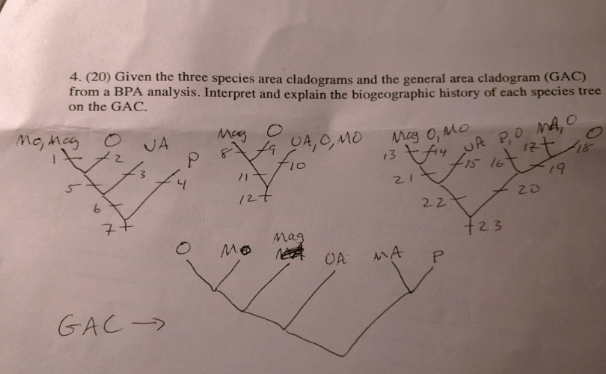 4. (20) Given the three species area cladograms and the general area cladogram (GAC)
from a BPA analysis. Interpret and explain the biogeographic history of each species tree
on the GAC.
Mo, Mag O UA P
1 2 3 4
5
6
7
Mag O UA, O, MO
8 9 10
11
12
Mag O, Mo UA P, O MA, O O
13 14 15 16 17 18
21 19
22 20
23
O Mo Mag UA MA P
GAC →